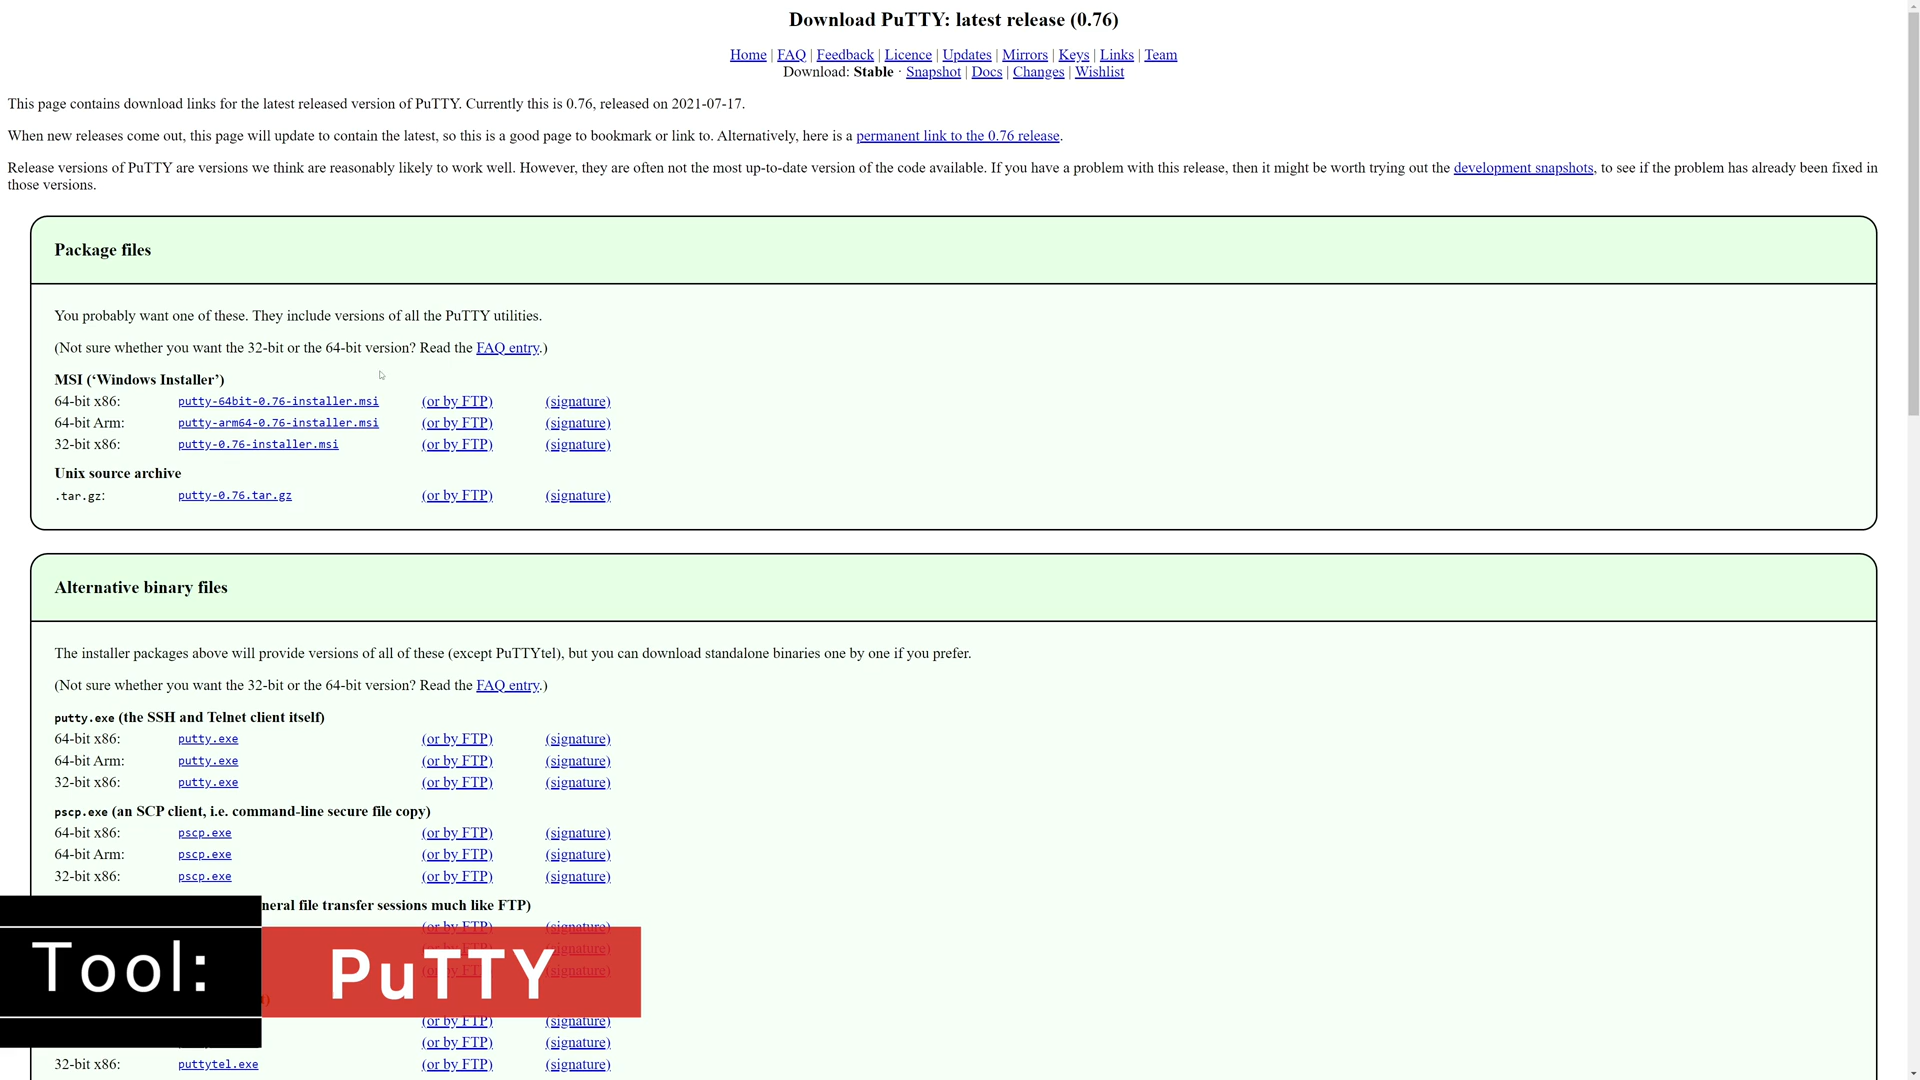 Download PuTTY: latest release (0.76)
Home | FAQ | Feedback | Licence | Updates | Mirrors | Keys | Links | Team
Download: Stable · Snapshot | Docs | Changes | Wishlist
This page contains download links for the latest released version of PuTTY. Currently this is 0.76, released on 2021-07-17.
When new releases come out, this page will update to contain the latest, so this is a good page to bookmark or link to. Alternatively, here is a permanent link to the 0.76 release.
Release versions of PuTTY are versions we think are reasonably likely to work well. However, they are often not the most up-to-date version of the code available. If you have a problem with this release, then it might be worth trying out the development snapshots, to see if the problem has already been fixed in
those versions.
Package files
You probably want one of these. They include versions of all the PuTTY utilities.
(Not sure whether you want the 32-bit or the 64-bit version? Read the FAQ entry.)
MSI (‘Windows Installer’)
64-bit x86: putty-64bit-0.76-installer.msi (or by FTP) (signature)
64-bit Arm: putty-arm64-0.76-installer.msi (or by FTP) (signature)
32-bit x86: putty-0.76-installer.msi (or by FTP) (signature)
Unix source archive
.tar.gz: putty-0.76.tar.gz (or by FTP) (signature)
Alternative binary files
The installer packages above will provide versions of all of these (except PuTTYtel), but you can download standalone binaries one by one if you prefer.
(Not sure whether you want the 32-bit or the 64-bit version? Read the FAQ entry.)
putty.exe (the SSH and Telnet client itself)
64-bit x86: putty.exe (or by FTP) (signature)
64-bit Arm: putty.exe (or by FTP) (signature)
32-bit x86: putty.exe (or by FTP) (signature)
pscp.exe (an SCP client, i.e. command-line secure file copy)
64-bit x86: pscp.exe (or by FTP) (signature)
64-bit Arm: pscp.exe (or by FTP) (signature)
32-bit x86: pscp.exe (or by FTP) (signature)
file transfer sessions much like FTP)
(or by FTP) (signature)
(signature)
(signature)
Tool: PuTTY
(or by FTP) (signature)
(or by FTP) (signature)
32-bit x86: puttytel.exe (or by FTP) (signature)